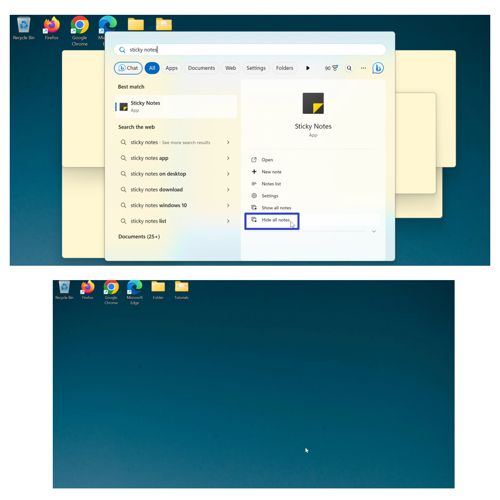 Recycle Bin
Firefox
Google
Chrome
sticky notes
Chat
All
Apps
Documents
Web
Settings
Folders
90
Best match
Sticky Notes
App
Search the web
sticky notes - See more search results
sticky notes app
sticky notes on desktop
sticky notes download
sticky notes windows 10
sticky notes list
Documents (25+)
Sticky Notes
App
Open
New note
Notes list
Settings
Show all notes
Hide all notes
Recycle Bin
Firefox
Google
Chrome
Microsoft
Edge
Folder
Tutorials